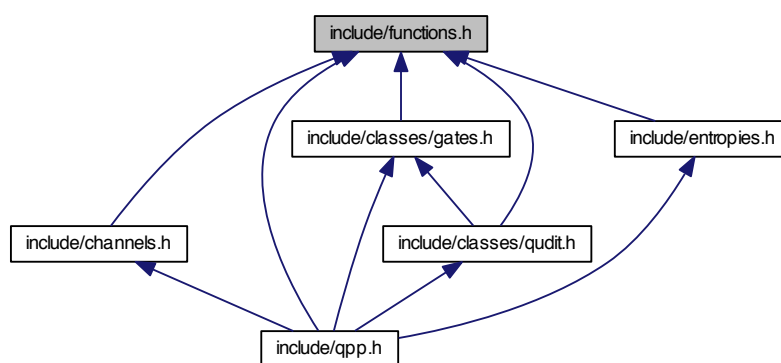 include/functions.h
include/classes/gates.h
include/entropies.h
include/channels.h
include/classes/qudit.h
include/qpp.h